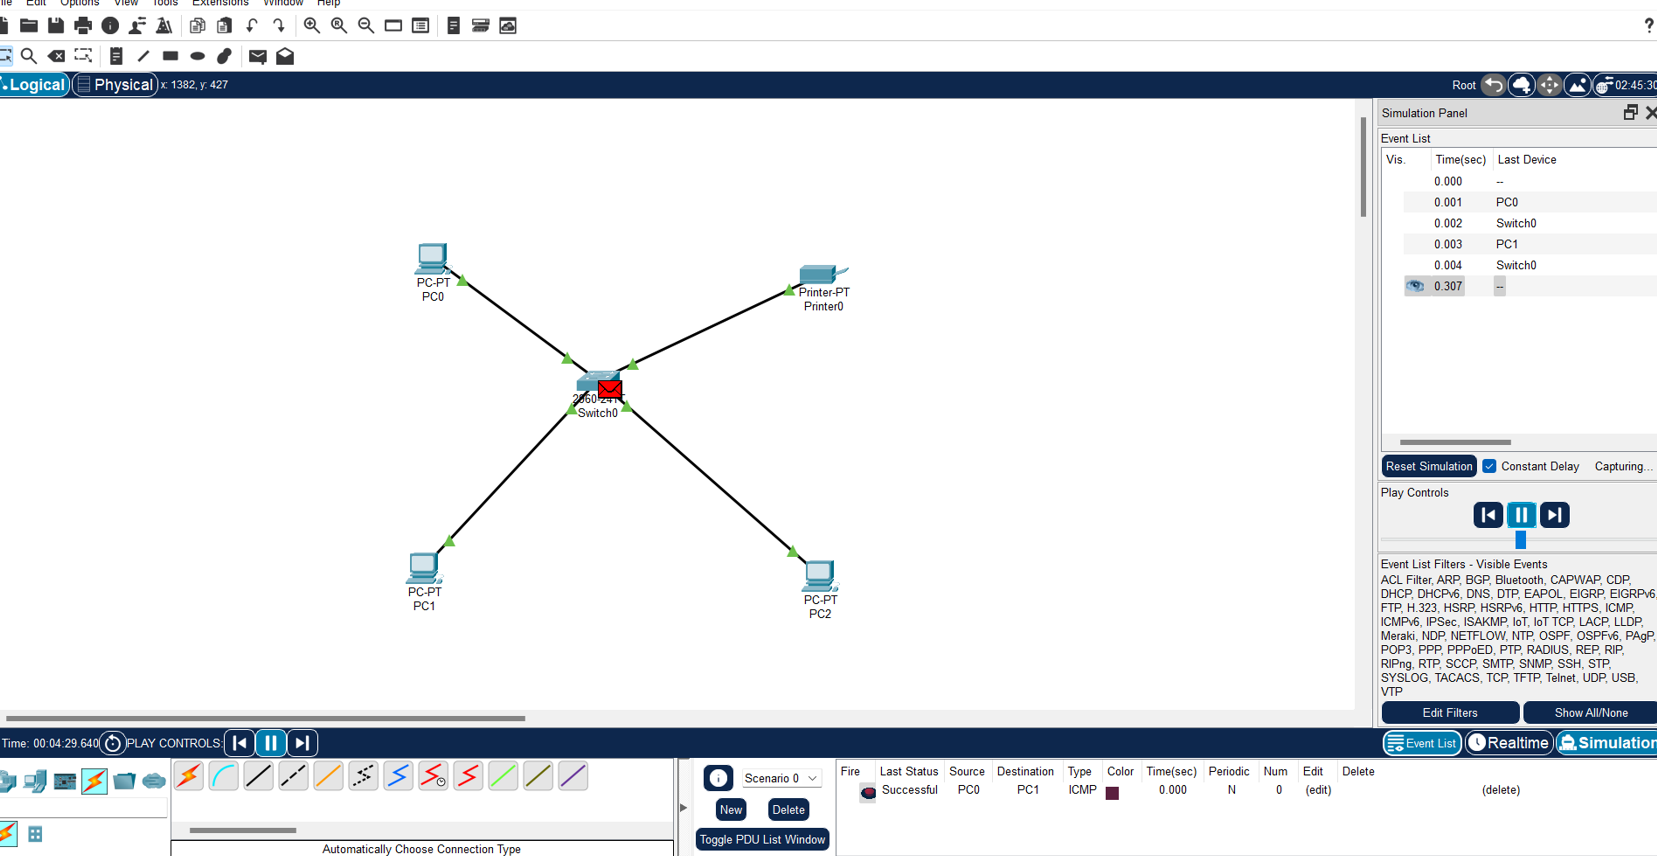 ile Edit Options View Tools Extensions Window Help
?
Logical Physical x: 1382, y: 427 Root 02:45:30
Simulation Panel
Event List
Vis. Time(sec) Last Device
0.000 --
0.001 PC0
0.002 Switch0
0.003 PC1
0.004 Switch0
0.307 --
PC-PT
PC0
Printer-PT
Printer0
2960-24TT
Switch0
PC-PT
PC1
PC-PT
PC2
Reset Simulation Constant Delay Capturing...
Play Controls
Event List Filters - Visible Events
ACL Filter, ARP, BGP, Bluetooth, CAPWAP, CDP,
DHCP, DHCPv6, DNS, DTP, EAPOL, EIGRP, EIGRPv6,
FTP, H.323, HSRP, HSRPv6, HTTP, HTTPS, ICMP,
ICMPv6, IPSec, ISAKMP, IoT, IoT TCP, LACP, LLDP,
Meraki, NDP, NETFLOW, NTP, OSPF, OSPFv6, PAgP,
POP3, PPP, PPPoED, PTP, RADIUS, REP, RIP,
RIPng, RTP, SCCP, SMTP, SNMP, SSH, STP,
SYSLOG, TACACS, TCP, TFTP, Telnet, UDP, USB,
VTP
Edit Filters Show All/None
Time: 00:04:29.640 PLAY CONTROLS: Event List Realtime Simulation
Scenario 0
New Delete
Toggle PDU List Window
Fire Last Status Source Destination Type Color Time(sec) Periodic Num Edit Delete
Successful PC0 PC1 ICMP 0.000 N 0 (edit) (delete)
Automatically Choose Connection Type